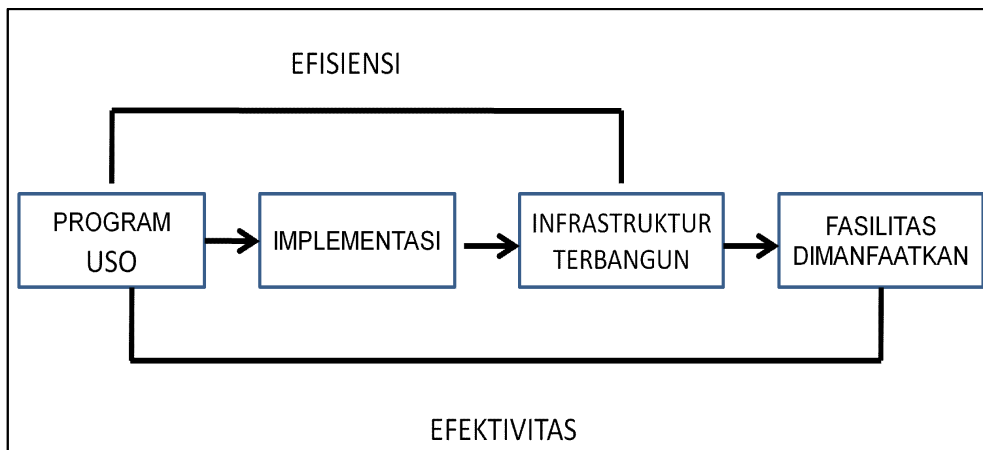 EFISIENSI
PROGRAM
USO
IMPLEMENTASI
INFRASTRUKTUR
TERBANGUN
FASILITAS
DIMANFAATKAN
EFEKTIVITAS